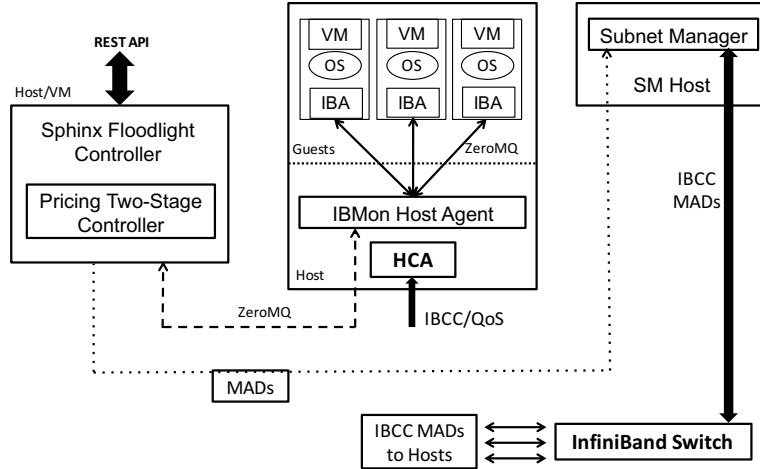 REST API
Host/VM
Sphinx Floodlight
Controller
Pricing Two-Stage
Controller
VM
VM
VM
OS
OS
OS
IBA
IBA
IBA
Guests
ZeroMQ
IBMon Host Agent
HCA
Host
IBCC/QoS
ZeroMQ
MADs
Subnet Manager
SM Host
IBCC
MADs
IBCC MADs
to Hosts
InfiniBand Switch